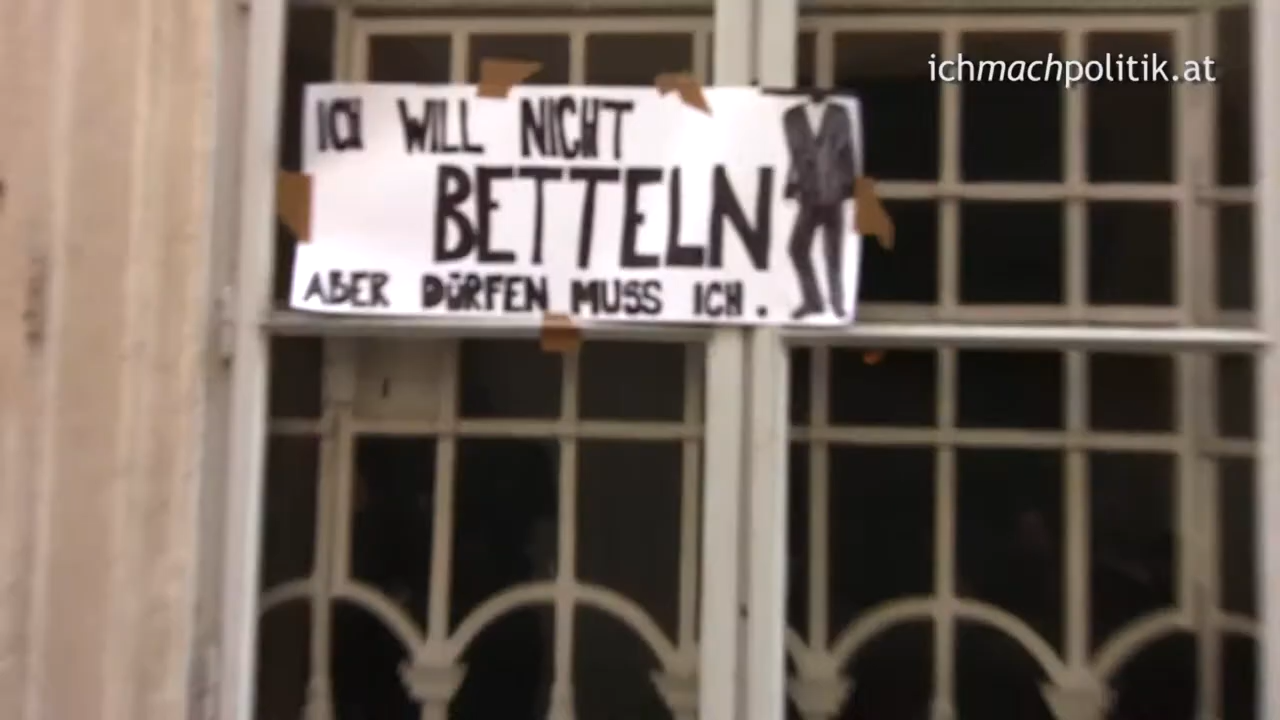 ichmachpolitik.at
ICH WILL NICHT
BETTELN
ABER DÜRFEN MUSS ICH.